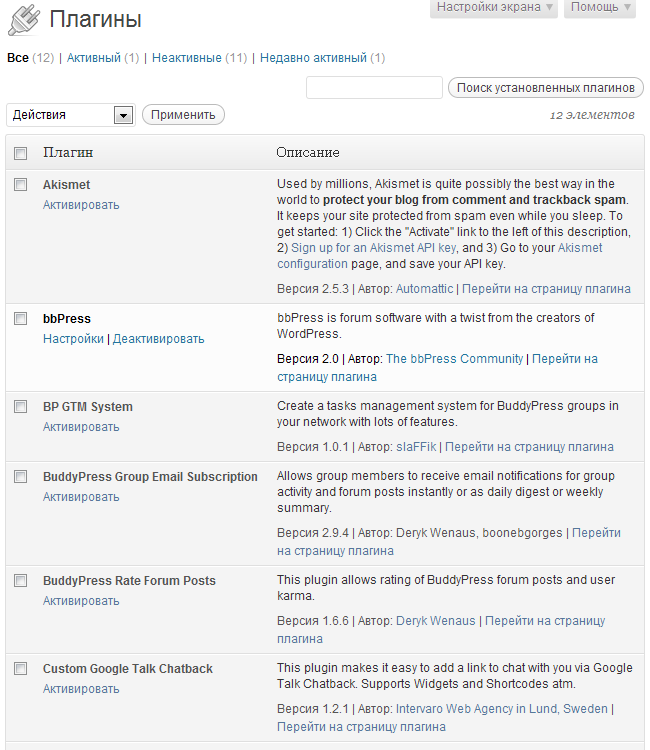 Настройки экрана Помощь
Плагины
Все (12) | Активный (1) | Неактивные (11) | Недавно активный (1)
Поиск установленных плагинов
Действия Применить 12 элементов
Плагин Описание
Akismet
Активировать
Used by millions, Akismet is quite possibly the best way in the
world to protect your blog from comment and trackback spam.
It keeps your site protected from spam even while you sleep. To
get started: 1) Click the "Activate" link to the left of this description,
2) Sign up for an Akismet API key, and 3) Go to your Akismet
configuration page, and save your API key.
Версия 2.5.3 | Автор: Automattic | Перейти на страницу плагина
bbPress
Настройки | Деактивировать
bbPress is forum software with a twist from the creators of
WordPress.
Версия 2.0 | Автор: The bbPress Community | Перейти на
страницу плагина
BP GTM System
Активировать
Create a tasks management system for BuddyPress groups in
your network with lots of features.
Версия 1.0.1 | Автор: slaFFik | Перейти на страницу плагина
BuddyPress Group Email Subscription
Активировать
Allows group members to receive email notifications for group
activity and forum posts instantly or as daily digest or weekly
summary.
Версия 2.9.4 | Автор: Deryk Wenaus, boonebgorges | Перейти
на страницу плагина
BuddyPress Rate Forum Posts
Активировать
This plugin allows rating of BuddyPress forum posts and user
karma.
Версия 1.6.6 | Автор: Deryk Wenaus | Перейти на страницу
плагина
Custom Google Talk Chatback
Активировать
This plugin makes it easy to add a link to chat with you via Google
Talk Chatback. Supports Widgets and Shortcodes atm.
Версия 1.2.1 | Автор: Intervaro Web Agency in Lund, Sweden |
Перейти на страницу плагина